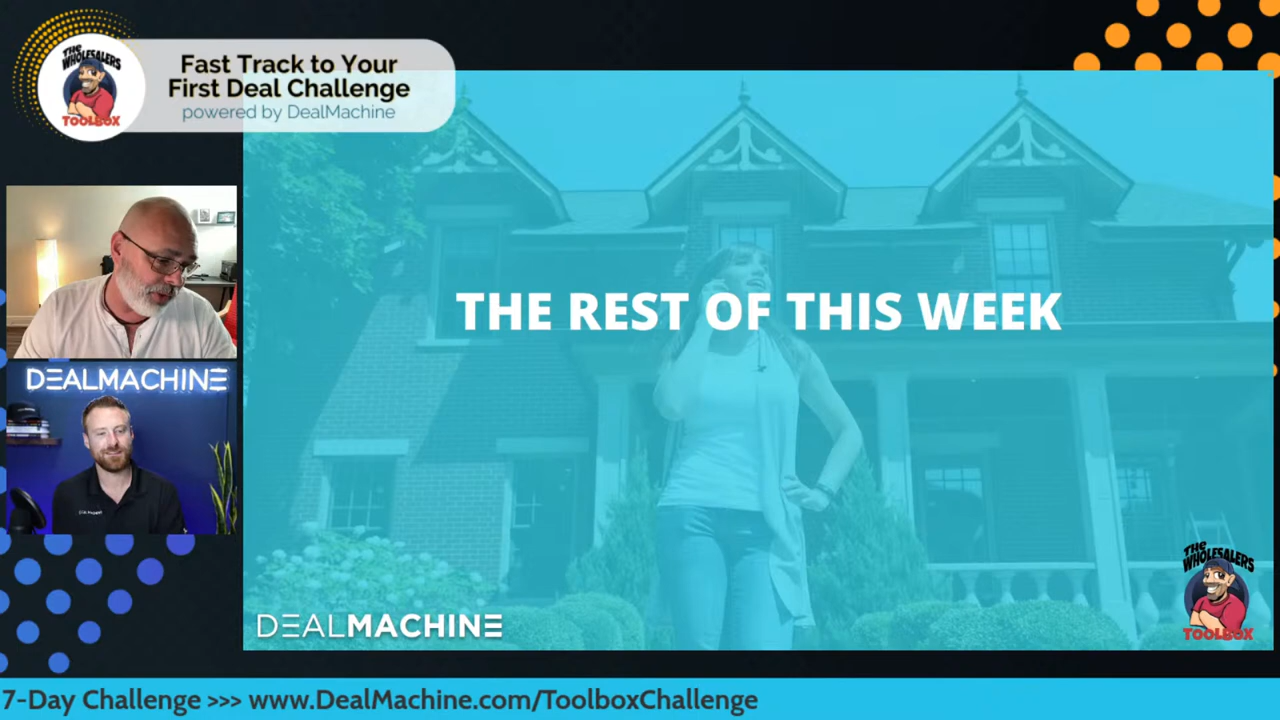 THE WHOLESALERS
TOOLBOX
Fast Track to Your
First Deal Challenge
powered by DealMachine
DEALMACHINE
THE REST OF THIS WEEK
DEALMACHINE
THE WHOLESALERS
TOOLBOX
7-Day Challenge >>> www.DealMachine.com/ToolboxChallenge